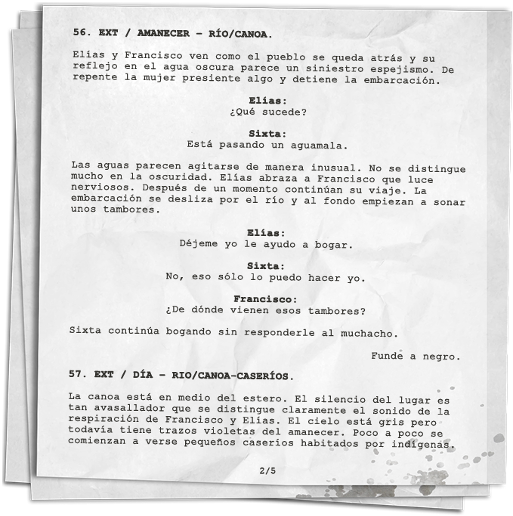 56. EXT / AMANECER – RÍO/CANOA.
Elías y Francisco ven como el pueblo se queda atrás y su
reflejo en el agua oscura parece un siniestro espejismo. De
repente la mujer presiente algo y detiene la embarcación.
Elías:
¿Qué sucede?
Sixta:
Está pasando un aguamala.
Las aguas parecen agitarse de manera inusual. No se distingue
mucho en la oscuridad. Elías abraza a Francisco que luce
nerviosos. Después de un momento continúan su viaje. La
embarcación se desliza por el río y al fondo empiezan a sonar
unos tambores.
Elías:
Déjeme yo le ayudo a bogar.
Sixta:
No, eso sólo lo puedo hacer yo.
Francisco:
¿De dónde vienen esos tambores?
Sixta continúa bogando sin responderle al muchacho.
Funde a negro.
57. EXT / DÍA – RIO/CANOA-CASERÍOS.
La canoa está en medio del estero. El silencio del lugar es
tan avasallador que se distingue claramente el sonido de la
respiración de Francisco y Elías. El cielo está gris pero
todavía tiene trazos violetas del amanecer. Poco a poco se
comienzan a verse pequeños caseríos habitados por indígenas.
2/5